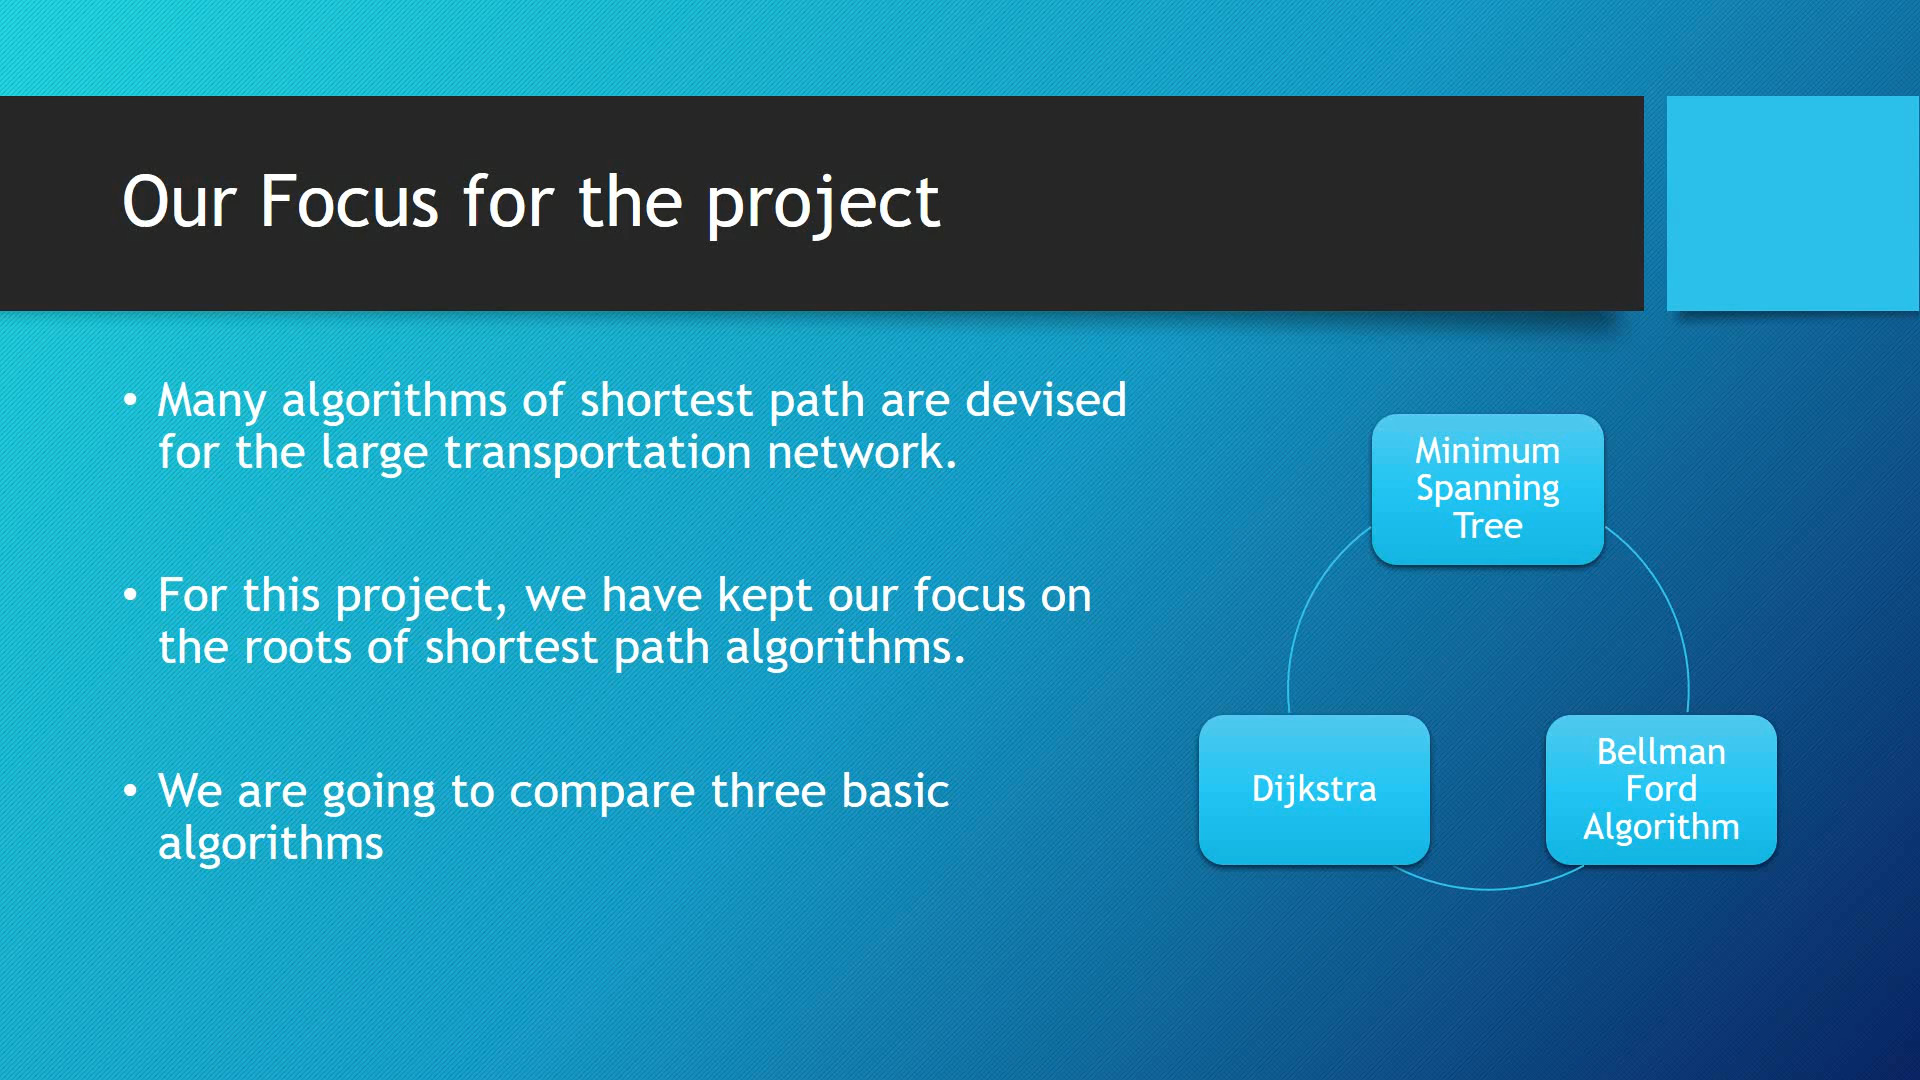 Our Focus for the project
• Many algorithms of shortest path are devised
for the large transportation network.
• For this project, we have kept our focus on
the roots of shortest path algorithms.
• We are going to compare three basic
algorithms
Minimum
Spanning
Tree
Dijkstra
Bellman
Ford
Algorithm